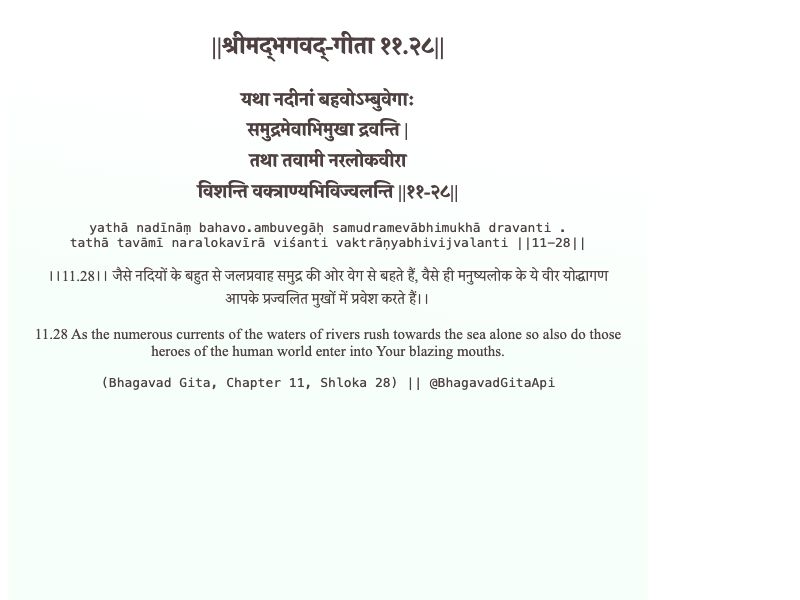 ||श्रीमद्‍भगवद्‍-गीता ११.२८||
यथा नदीनां बहवोऽम्बुवेगाः
समुद्रमेवाभिमुखा द्रवन्ति |
तथा तवामी नरलोकवीरा
विशन्ति वक्त्राण्यभिविज्वलन्ति ||११-२८||
yathā nadīnāṃ bahavo.ambuvegāḥ samudramevābhimukhā dravanti .
tathā tavāmī naralokavīrā viśanti vaktrāṇyabhivijvalanti ||11-28||
।।11.28।। जैसे नदियों के बहुत से जलप्रवाह समुद्र की ओर वेग से बहते हैं, वैसे ही मनुष्यलोक के ये वीर योद्धागण
आपके प्रज्वलित मुखों में प्रवेश करते हैं।।
11.28 As the numerous currents of the waters of rivers rush towards the sea alone so also do those
heroes of the human world enter into Your blazing mouths.
(Bhagavad Gita, Chapter 11, Shloka 28) || @BhagavadGitaApi